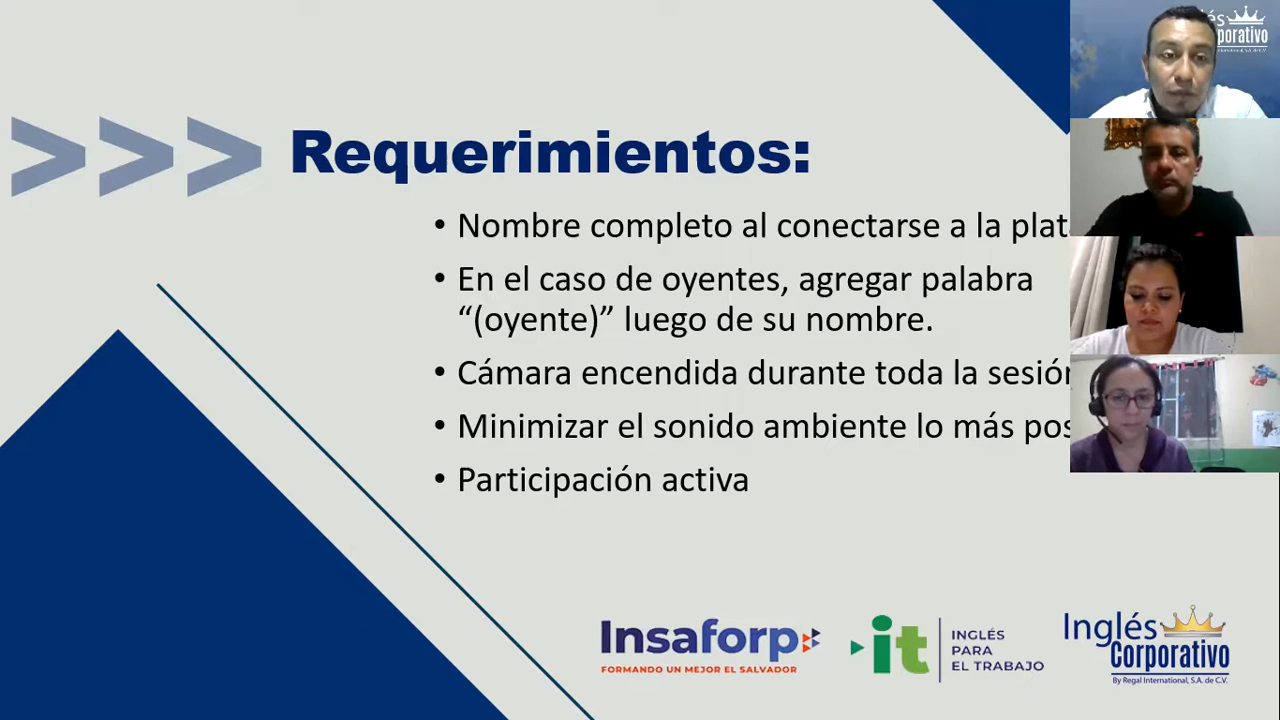 Requerimientos:
• Nombre completo al conectarse a la plat
• En el caso de oyentes, agregar palabra
“(oyente)” luego de su nombre.
• Cámara encendida durante toda la sesión
• Minimizar el sonido ambiente lo más pos
• Participación activa
Insaforp
FORMANDO UN MEJOR EL SALVADOR
it
INGLÉS
PARA
EL TRABAJO
Inglés
Corporativo
By Regal International, S.A. de C.V.